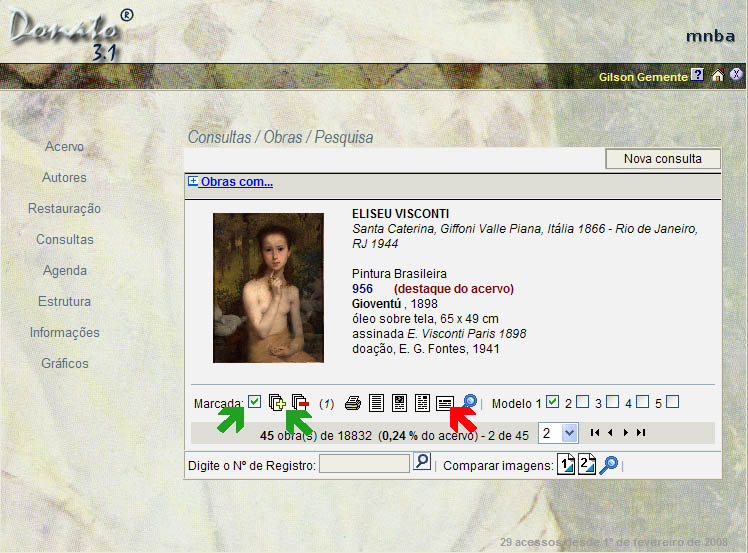 Donato ®
3.1
mnba
Gilson Gemente ? X
Consultas / Obras / Pesquisa
Nova consulta
Acervo
Autores
Restauração
Consultas
Agenda
Estrutura
Informações
Gráficos
Obras com...
ELISEU VISCONTI
Santa Caterina, Giffoni Valle Piana, Itália 1866 - Rio de Janeiro,
RJ 1944
Pintura Brasileira
956 (destaque do acervo)
Gioventú , 1898
óleo sobre tela, 65 x 49 cm
assinada E. Visconti Paris 1898
doação, E. G. Fontes, 1941
Marcada: (1) | Modelo 1 2 3 4 5
45 obra(s) de 18832 (0,24 % do acervo) - 2 de 45 2
Digite o Nº de Registro: | Comparar imagens: 1 2 |
29 acessos desde 1º de fevereiro de 2008